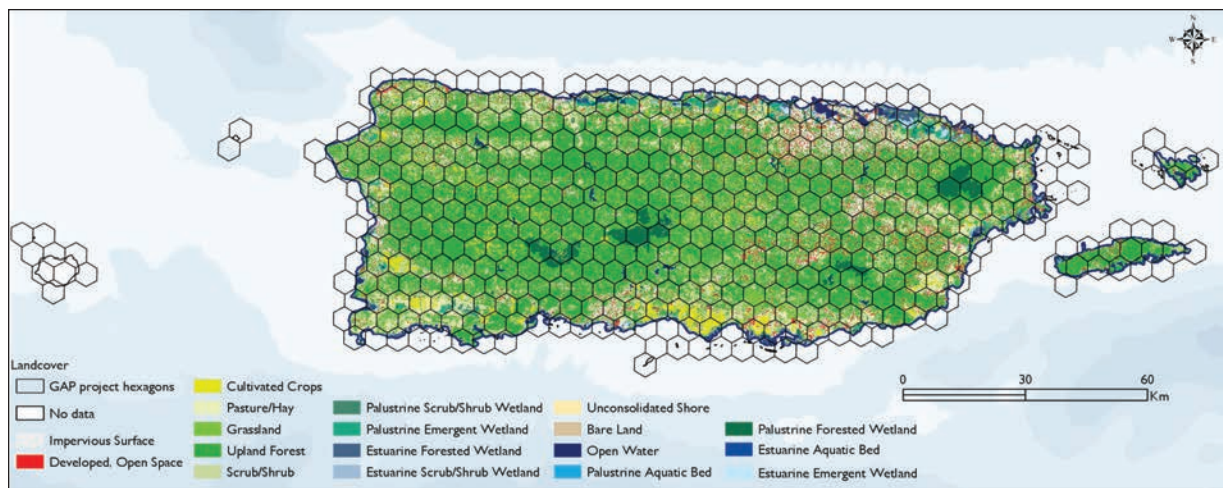 N
W E
S
Landcover
GAP project hexagons
No data
Impervious Surface
Developed, Open Space
Cultivated Crops
Pasture/Hay
Grassland
Upland Forest
Scrub/Shrub
Palustrine Scrub/Shrub Wetland
Palustrine Emergent Wetland
Estuarine Forested Wetland
Estuarine Scrub/Shrub Wetland
Unconsolidated Shore
Bare Land
Open Water
Palustrine Aquatic Bed
Palustrine Forested Wetland
Estuarine Aquatic Bed
Estuarine Emergent Wetland
0 30 60
Km